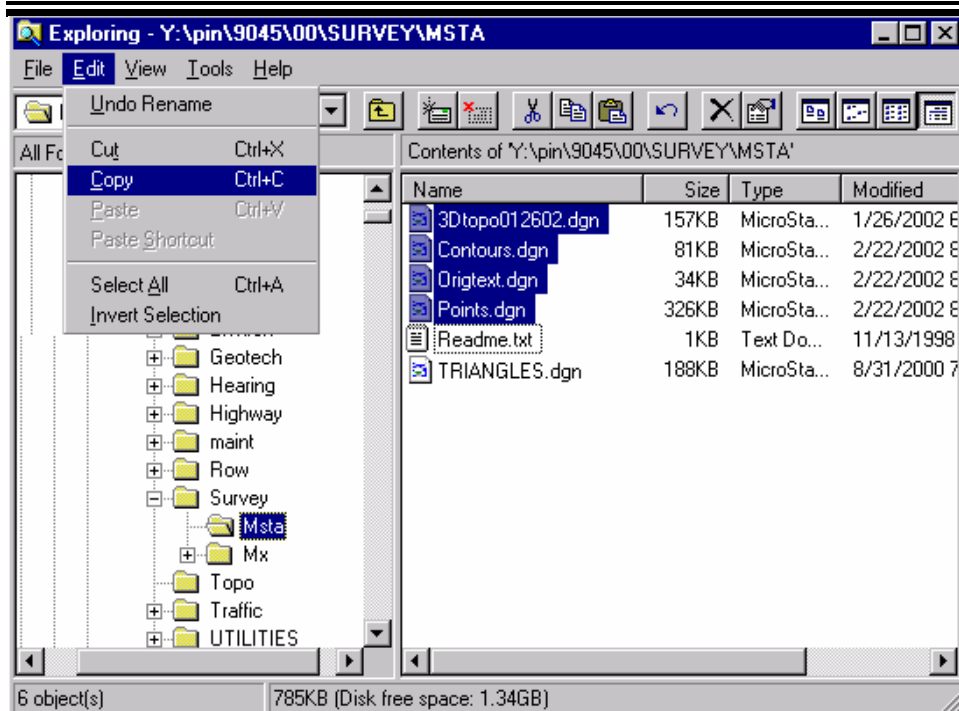 Exploring - Y:\pin\9045\00\SURVEY\MSTA
File Edit View Tools Help
Undo Rename
Cut Ctrl+X
Copy Ctrl+C
Paste Ctrl+V
Paste Shortcut
Select All Ctrl+A
Invert Selection
Contents of 'Y:\pin\9045\00\SURVEY\MSTA'
Name Size Type Modified
3Dtopo012602.dgn 157KB MicroSta... 1/26/2002
Contours.dgn 81KB MicroSta... 2/22/2002
Origtext.dgn 34KB MicroSta... 2/22/2002
Points.dgn 326KB MicroSta... 2/22/2002
Readme.txt 1KB Text Do... 11/13/1998
TRIANGLES.dgn 188KB MicroSta... 8/31/2000 7
All Fo
Geotech
Hearing
Highway
maint
Row
Survey
Msta
Mx
Topo
Traffic
UTILITIES
6 object(s) 785KB (Disk free space: 1.34GB)